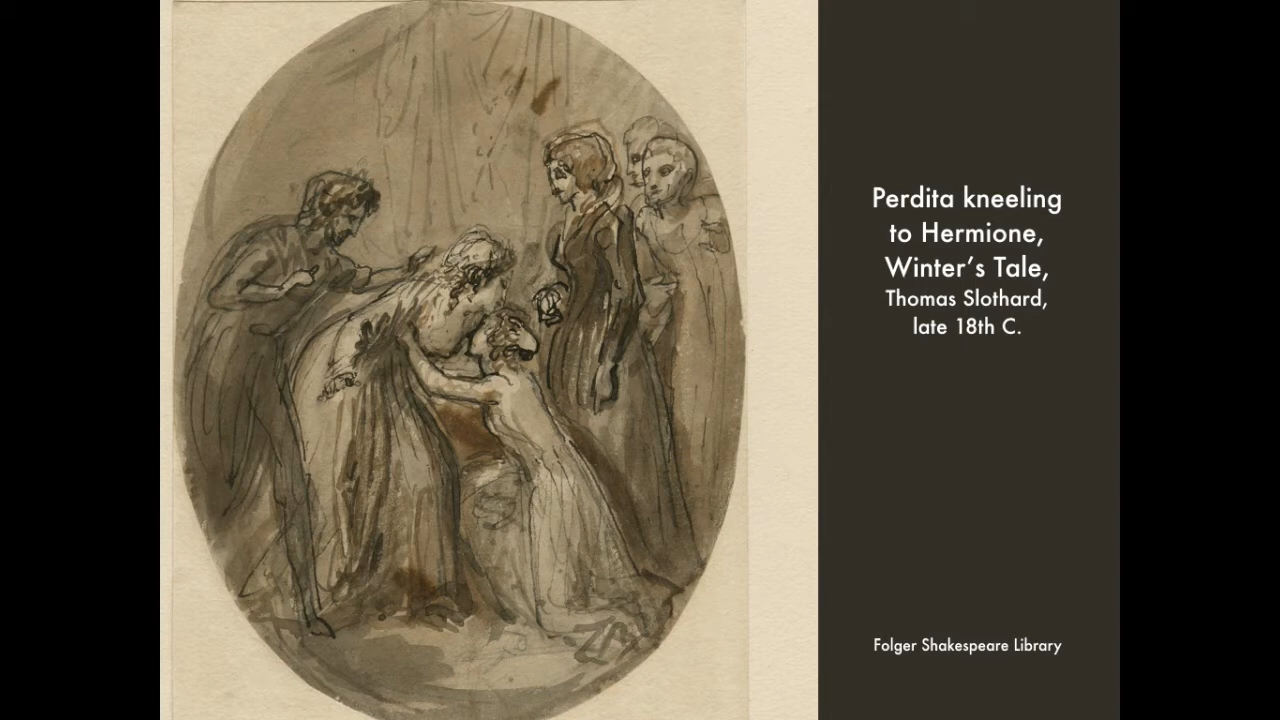 Perdita kneeling
to Hermione,
Winter's Tale,
Thomas Slothard,
late 18th C.
Folger Shakespeare Library